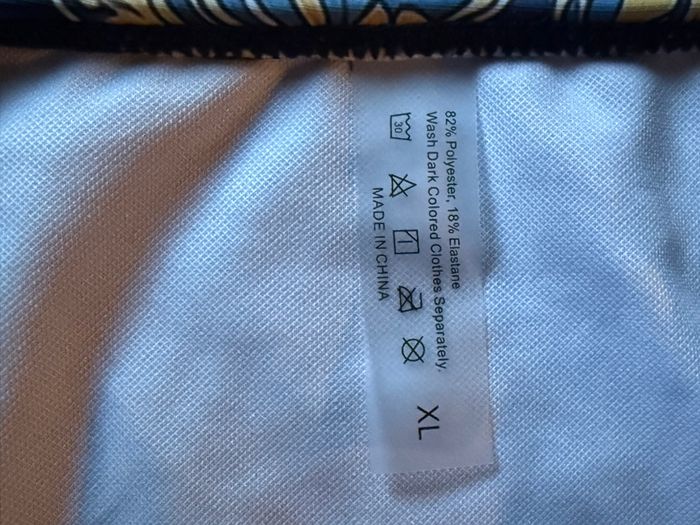 82% Polyester, 18% Elastane
Wash Dark Colored Clothes Separately.
30
MADE IN CHINA
XL